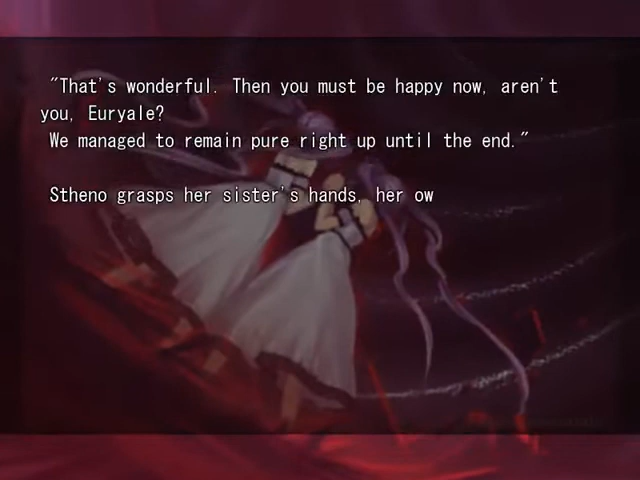 "That's wonderful. Then you must be happy now, aren't
you, Euryale?
We managed to remain pure right up until the end."
Stheno grasps her sister's hands, her ow